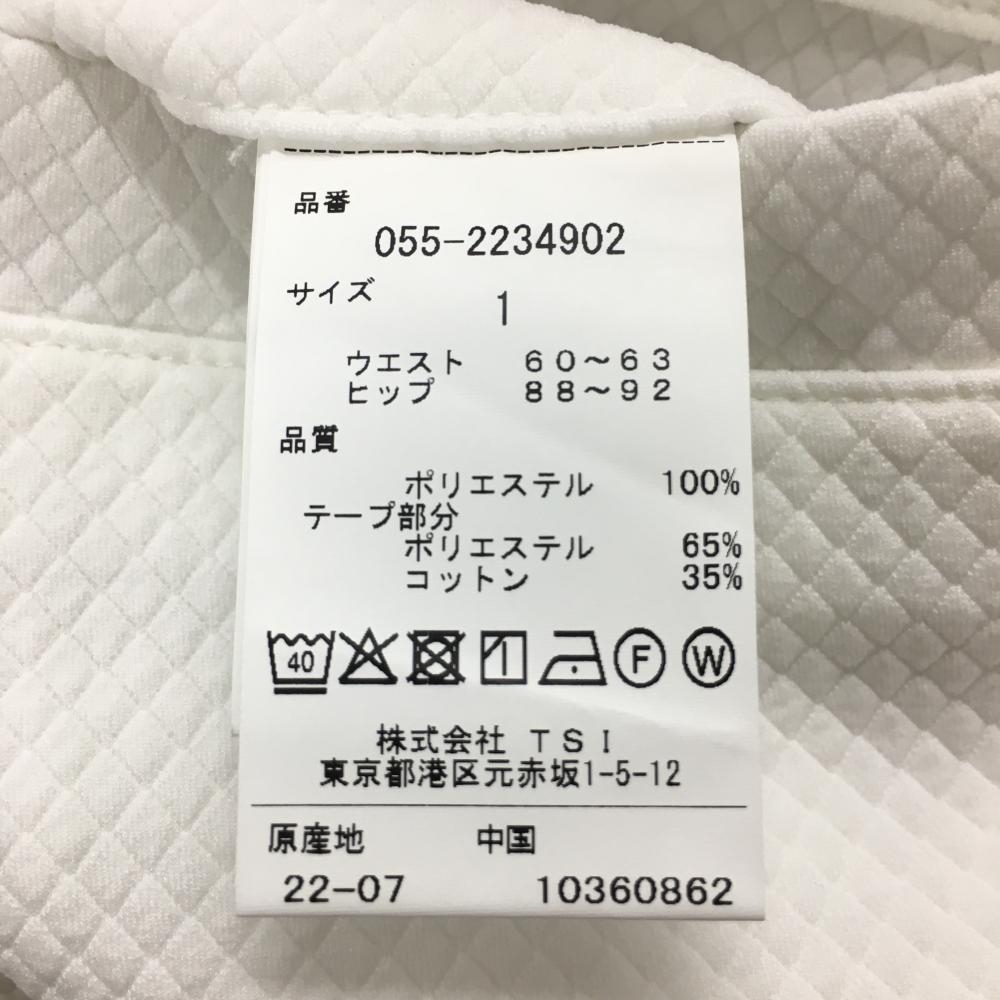 品番
055-2234902
サイズ 1
ウエスト 60～63
ヒップ 88～92
品質
ポリエステル 100%
テープ部分
ポリエステル 65%
コットン 35%
40 F W
株式会社 TSI
東京都港区元赤坂1-5-12
原産地 中国
22-07 10360862